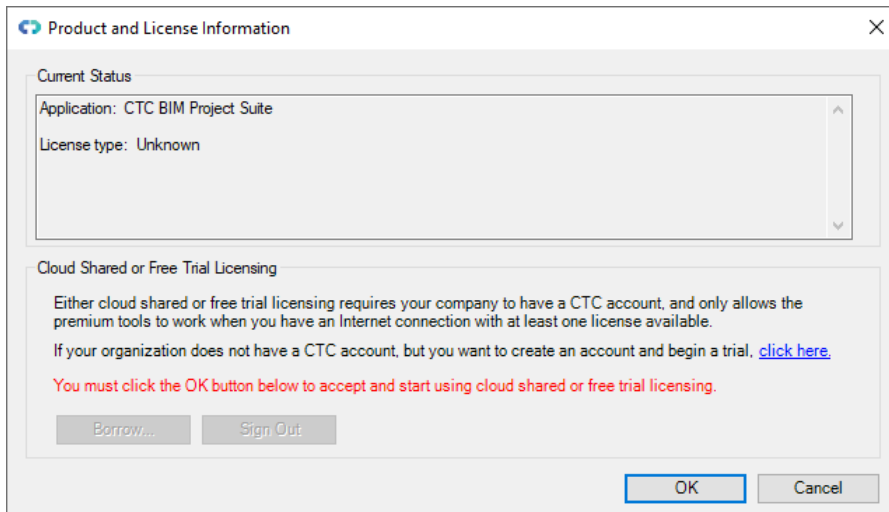 Product and License Information
Current Status
Application: CTC BIM Project Suite
License type: Unknown
Cloud Shared or Free Trial Licensing
Either cloud shared or free trial licensing requires your company to have a CTC account, and only allows the
premium tools to work when you have an Internet connection with at least one license available.
If your organization does not have a CTC account, but you want to create an account and begin a trial, click here.
You must click the OK button below to accept and start using cloud shared or free trial licensing.
Borrow... Sign Out
OK Cancel